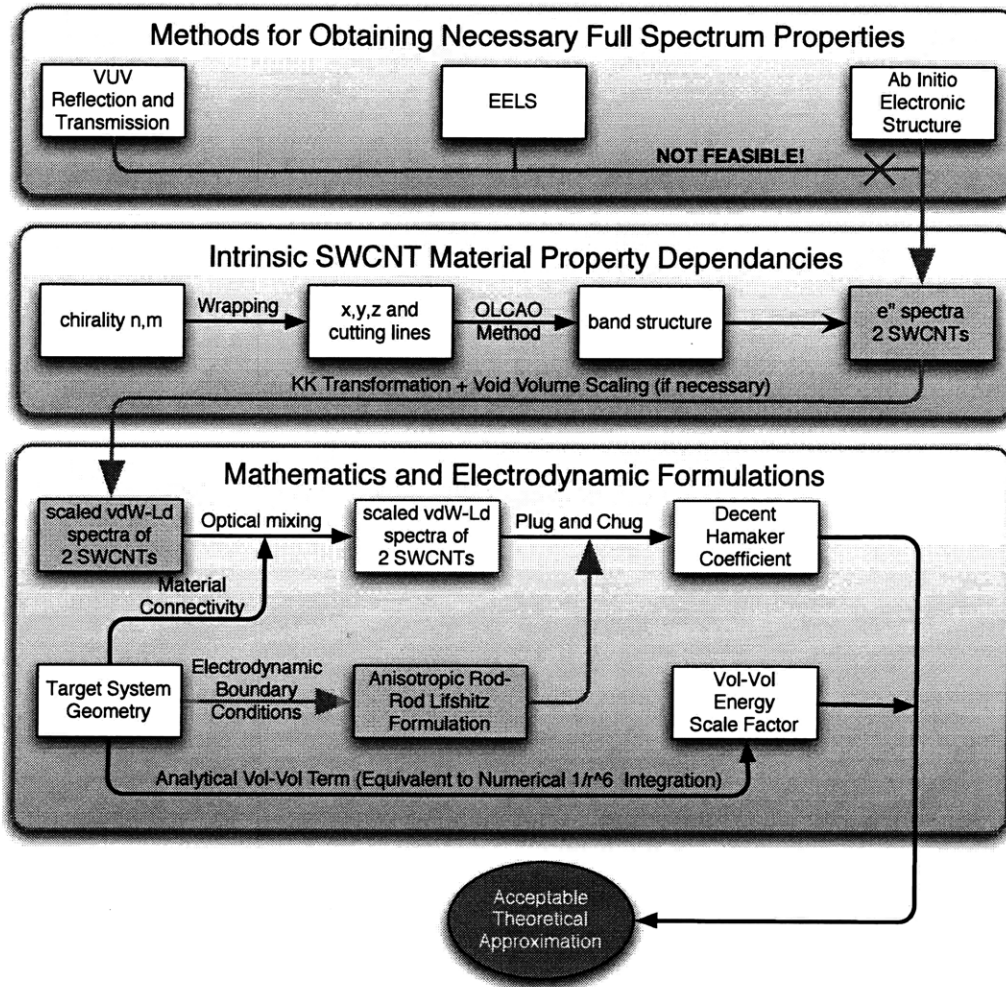 Methods for Obtaining Necessary Full Spectrum Properties
VUV
Reflection and
Transmission
EELS
Ab Initio
Electronic
Structure
NOT FEASIBLE!
Intrinsic SWCNT Material Property Dependancies
chirality n,m
Wrapping
x,y,z and
cutting lines
OLCAO
Method
band structure
e" spectra
2 SWCNTs
KK Transformation + Void Volume Scaling (if necessary)
Mathematics and Electrodynamic Formulations
scaled vdW-Ld
spectra of
2 SWCNTs
Optical mixing
scaled vdW-Ld
spectra of
2 SWCNTs
Plug and Chug
Decent
Hamaker
Coefficient
Material
Connectivity
Target System
Geometry
Electrodynamic
Boundary
Conditions
Anisotropic Rod-
Rod Lifshitz
Formulation
Vol-Vol
Energy
Scale Factor
Analytical Vol-Vol Term (Equivalent to Numerical 1/r^6 Integration)
Acceptable
Theoretical
Approximation